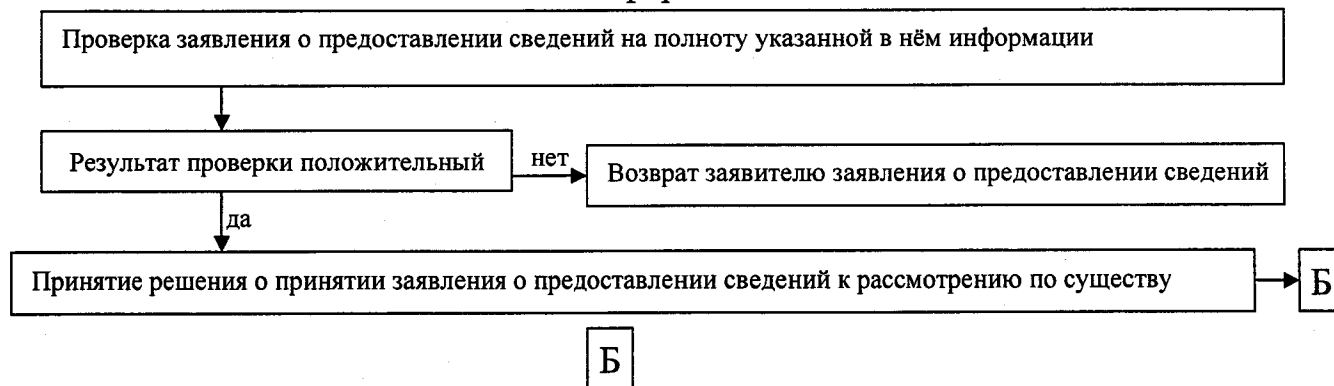 Проверка заявления о предоставлении сведений на полноту указанной в нём информации
Результат проверки положительный
нет
Возврат заявителю заявления о предоставлении сведений
да
Принятие решения о принятии заявления о предоставлении сведений к рассмотрению по существу
Б
Б